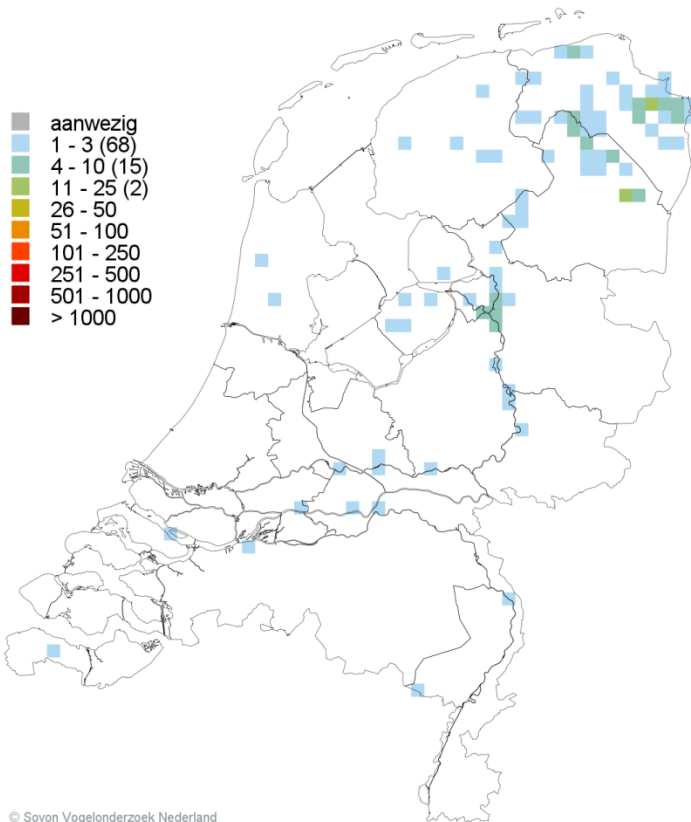 aanwezig
1 - 3 (68)
4 - 10 (15)
11 - 25 (2)
26 - 50
51 - 100
101 - 250
251 - 500
501 - 1000
> 1000
© Sovon Vogelonderzoek Nederland